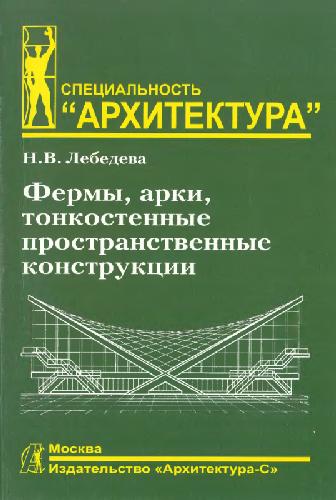 СПЕЦИАЛЬНОСТЬ
“АРХИТЕКТУРА”
Н.В. Лебедева
Фермы, арки,
тонкостенные
пространственные
конструкции
Москва
Издательство «Архитектура-С»